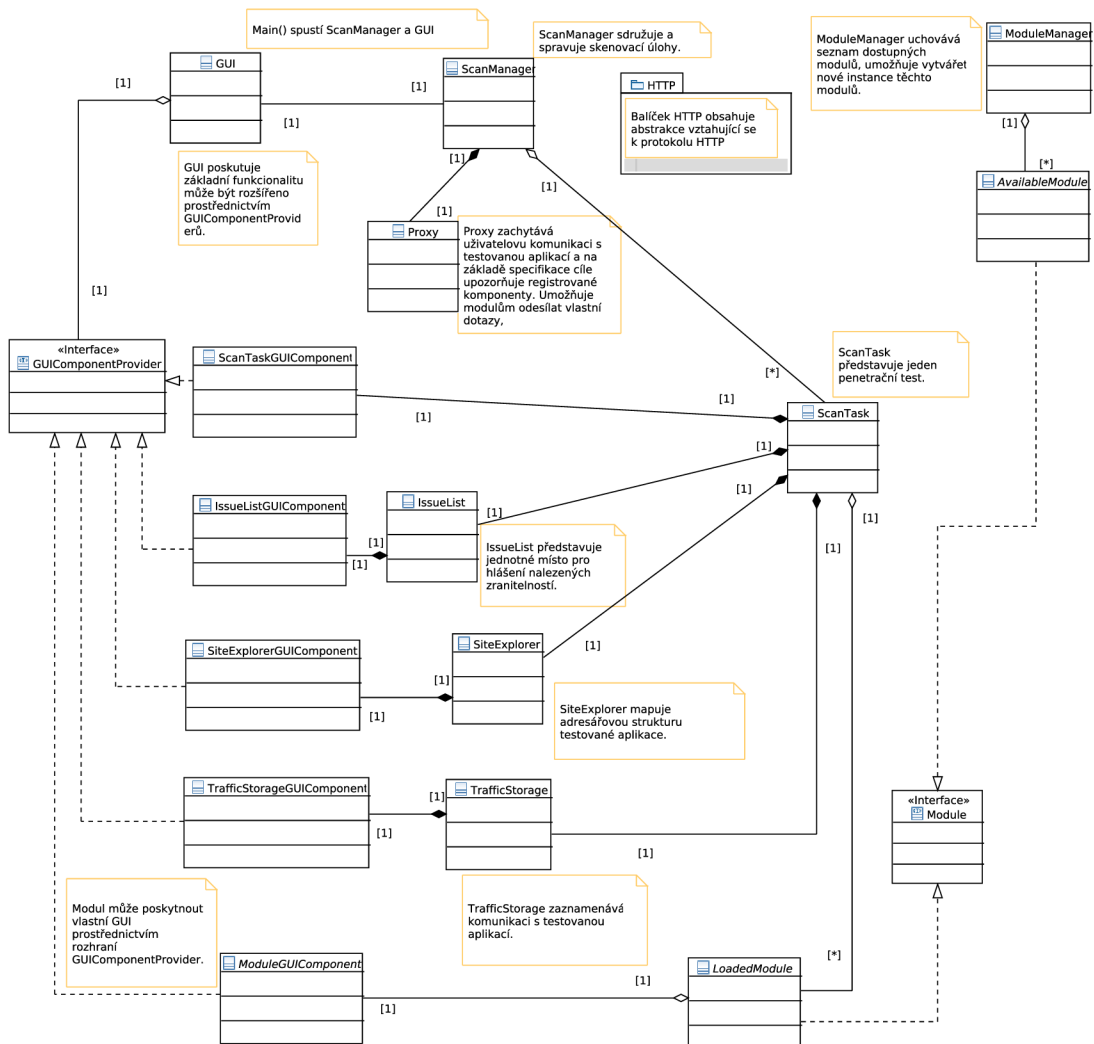 Main() spustí ScanManager a GUI
ScanManager sdružuje a
spravuje skenovací úlohy.
ModuleManager uchovává
seznam dostupných
modulů, umožňuje vytvářet
nové instance těchto
modulů.
ModuleManager
GUI
ScanManager
HTTP
Balíček HTTP obsahuje
abstrakce vztahující se
k protokolu HTTP
[1]
[1]
[1]
[1]
[*]
AvailableModule
GUI poskutuje
základní funkcionalitu
může být rozšířeno
prostřednictvím
GUIComponentProvid
erů.
[1]
[1]
[1]
Proxy
Proxy zachytává
uživatelovu komunikaci s
testovanou aplikací a na
základě specifikace cíle
upozorňuje registrované
komponenty. Umožňuje
modulům odesílat vlastní
dotazy,
[1]
«Interface»
GUIComponentProvider
ScanTaskGUIComponent
ScanTask
představuje jeden
penetrační test.
[*]
[1]
[1]
ScanTask
[1]
[1]
[1]
[1]
IssueListGUIComponent
IssueList
[1]
[1]
[1]
[1]
IssueList představuje
jednotné místo pro
hlášení nalezených
zranitelností.
SiteExplorerGUIComponent
SiteExplorer
[1]
[1]
[1]
SiteExplorer mapuje
adresářovou strukturu
testované aplikace.
TrafficStorageGUIComponent
TrafficStorage
[1]
[1]
[1]
«Interface»
Module
Modul může poskytnout
vlastní GUI
prostřednictvím
rozhraní
GUIComponentProvider.
TrafficStorage zaznamenává
komunikaci s testovanou
aplikací.
ModuleGUIComponent
LoadedModule
[*]
[1]
[1]